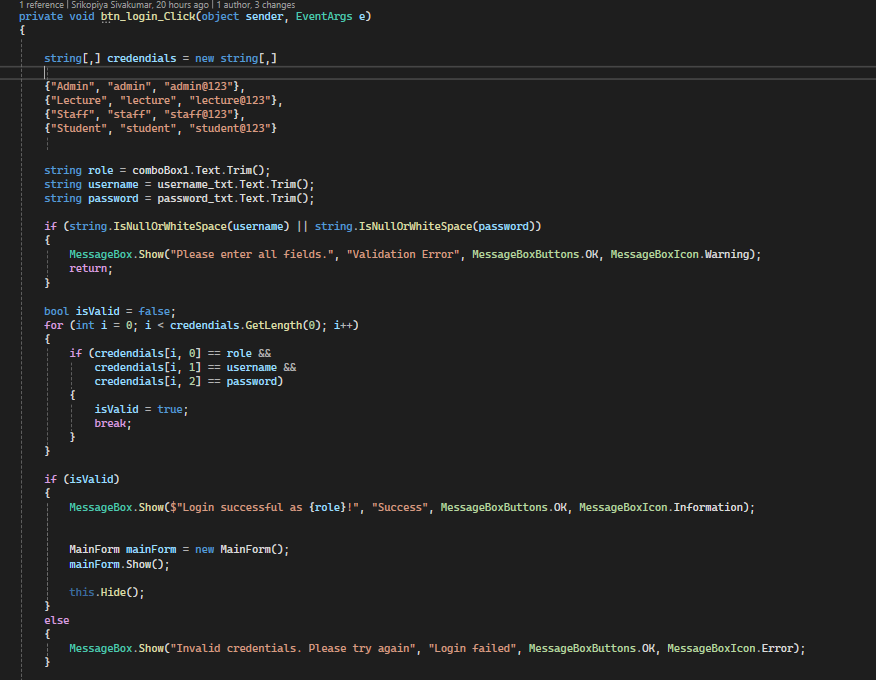 1 reference | Srikopiya Sivakumar, 20 hours ago | 1 author, 3 changes
private void btn_login_Click(object sender, EventArgs e)
{
string[,] credentials = new string[,]
{"Admin", "admin", "admin@123"},
{"Lecture", "lecture", "lecture@123"},
{"Staff", "staff", "staff@123"},
{"Student", "student", "student@123"}
string role = comboBox1.Text.Trim();
string username = username_txt.Text.Trim();
string password = password_txt.Text.Trim();
if (string.IsNullOrWhiteSpace(username) || string.IsNullOrWhiteSpace(password))
{
MessageBox.Show("Please enter all fields.", "Validation Error", MessageBoxButtons.OK, MessageBoxIcon.Warning);
return;
}
bool isValid = false;
for (int i = 0; i < credentials.GetLength(0); i++)
{
if (credentials[i, 0] == role &&
credentials[i, 1] == username &&
credentials[i, 2] == password)
{
isValid = true;
break;
}
}
if (isValid)
{
MessageBox.Show($"Login successful as {role}!", "Success", MessageBoxButtons.OK, MessageBoxIcon.Information);
MainForm mainForm = new MainForm();
mainForm.Show();
this.Hide();
}
else
{
MessageBox.Show("Invalid credentials. Please try again", "Login failed", MessageBoxButtons.OK, MessageBoxIcon.Error);
}